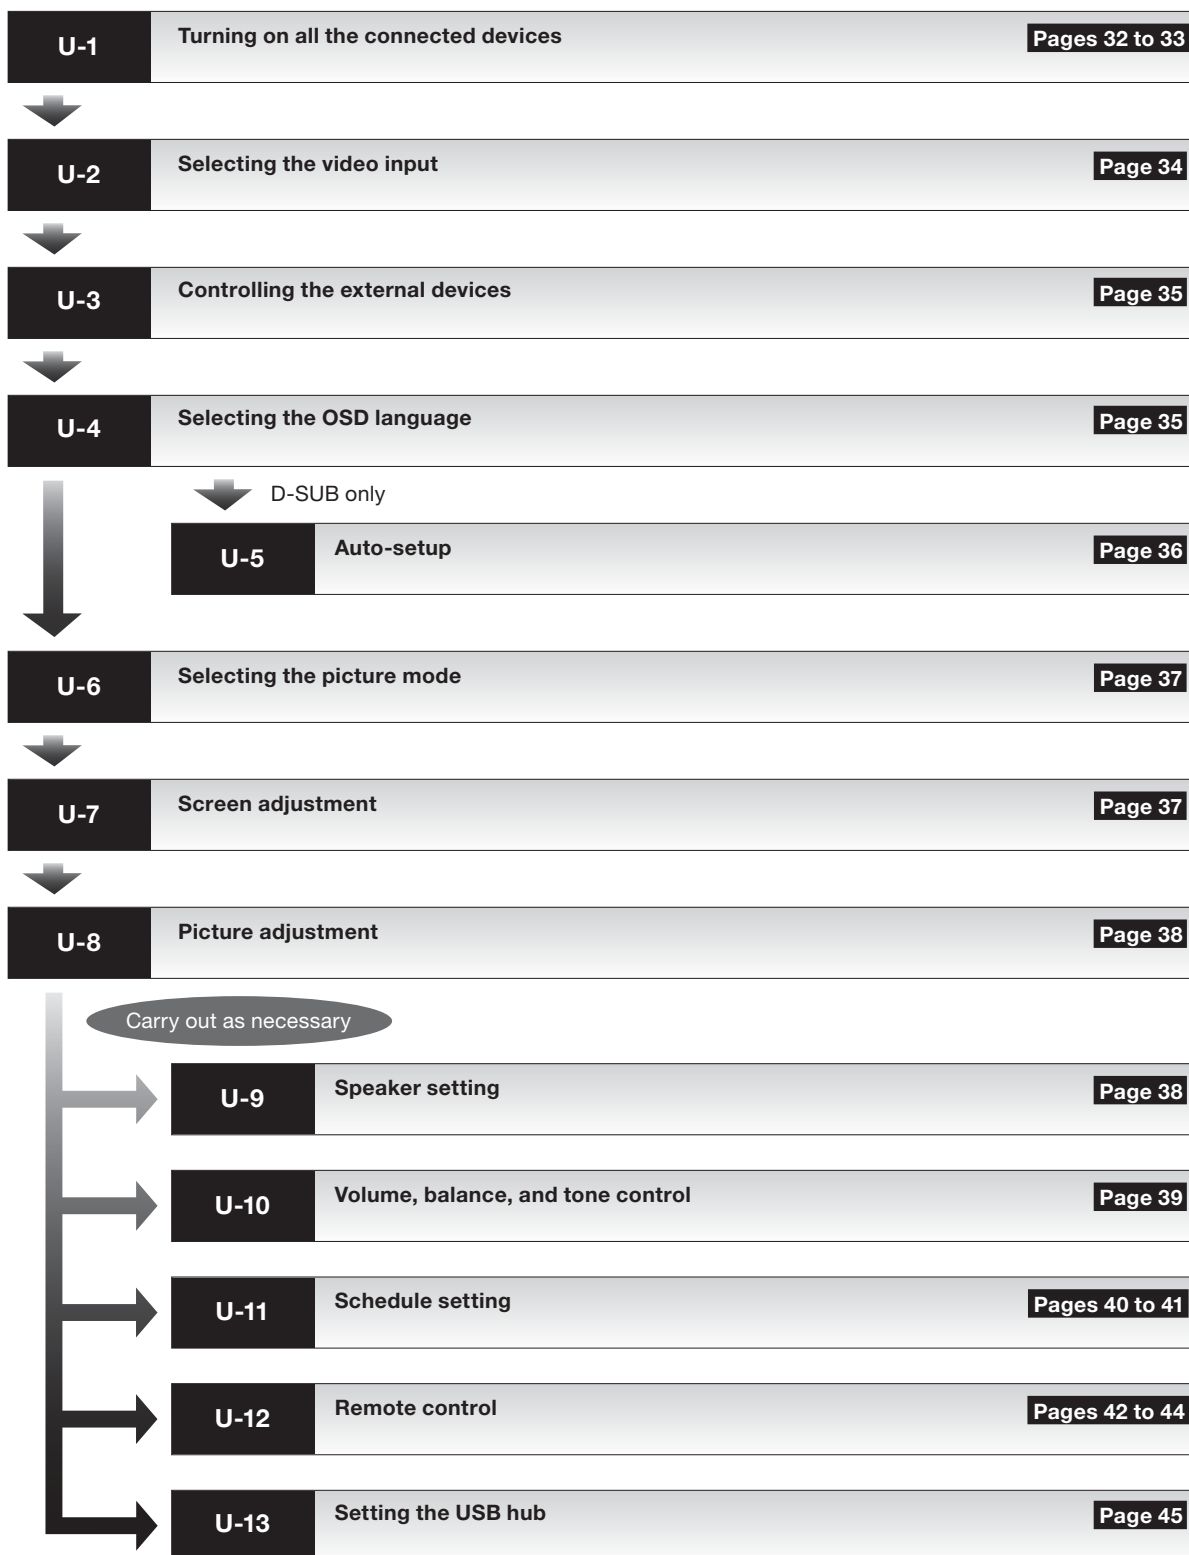 U-1 Turning on all the connected devices Pages 32 to 33
U-2 Selecting the video input Page 34
U-3 Controlling the external devices Page 35
U-4 Selecting the OSD language Page 35
D-SUB only
U-5 Auto-setup Page 36
U-6 Selecting the picture mode Page 37
U-7 Screen adjustment Page 37
U-8 Picture adjustment Page 38
Carry out as necessary
U-9 Speaker setting Page 38
U-10 Volume, balance, and tone control Page 39
U-11 Schedule setting Pages 40 to 41
U-12 Remote control Pages 42 to 44
U-13 Setting the USB hub Page 45